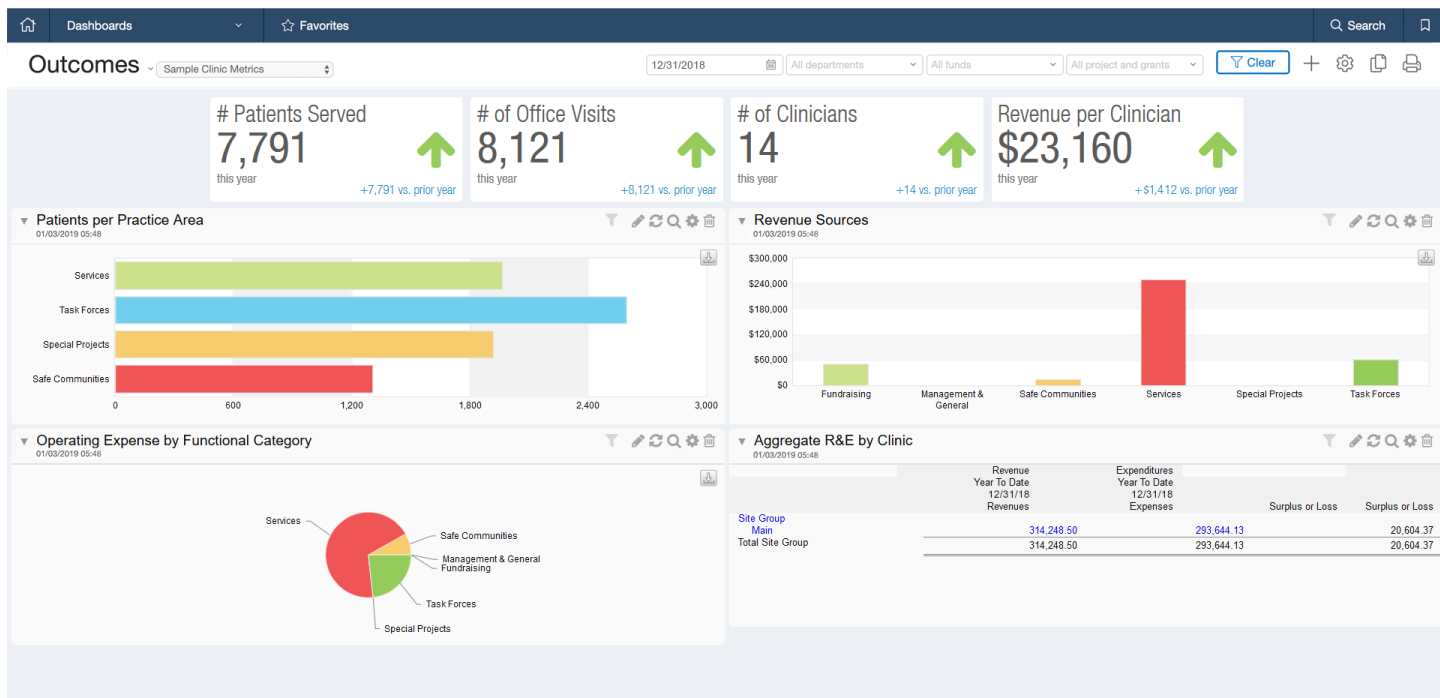 Dashboards
Favorites
Search
Outcomes
Sample Clinic Metrics
12/31/2018
All departments
All funds
All project and grants
Clear
# Patients Served
7,791
this year
+7,791 vs. prior year
# of Office Visits
8,121
this year
+8,121 vs. prior year
# of Clinicians
14
this year
+14 vs. prior year
Revenue per Clinician
$23,160
this year
+$1,412 vs. prior year
Patients per Practice Area
01/03/2019 05:48
Services
Task Forces
Special Projects
Safe Communities
0 600 1,200 1,800 2,400 3,000
Revenue Sources
01/03/2019 05:48
$300,000
$240,000
$180,000
$120,000
$60,000
$0
Fundraising
Management &
General
Safe Communities
Services
Special Projects
Task Forces
Operating Expense by Functional Category
01/03/2019 05:48
Services
Safe Communities
Management & General
Fundraising
Task Forces
Special Projects
Aggregate R&E by Clinic
01/03/2019 05:48
Revenue Expenditures
Year To Date Year To Date
12/31/18 12/31/18
Revenues Expenses Surplus or Loss Surplus or Loss
Site Group
Main 314,248.50 293,644.13 20,604.37
Total Site Group 314,248.50 293,644.13 20,604.37